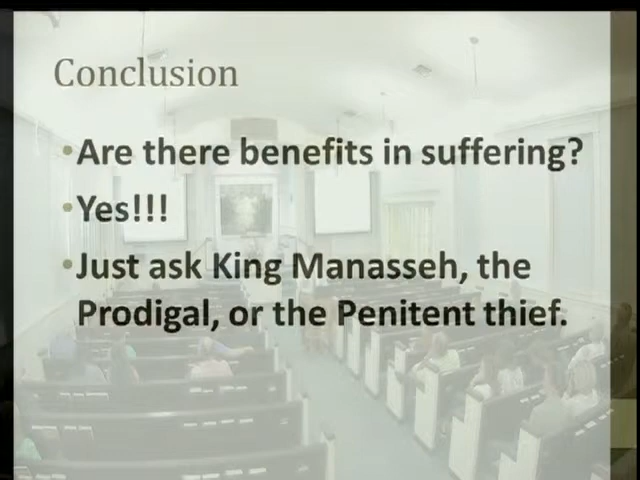 Conclusion
•Are there benefits in suffering?
•Yes!!!
•Just ask King Manasseh, the
Prodigal, or the Penitent thief.